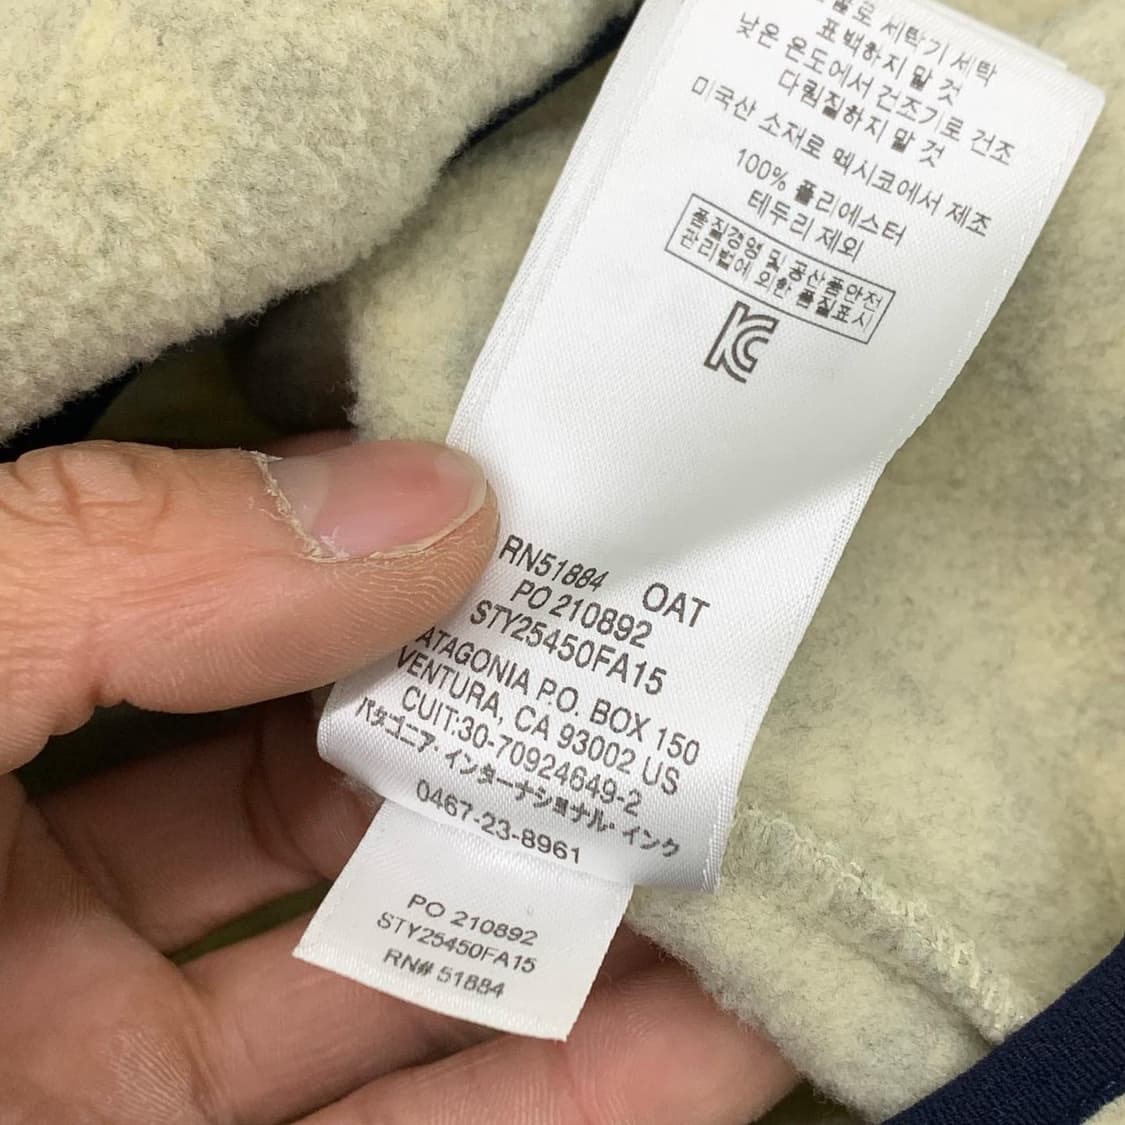 세탁기 세탁
표백하지 말 것
낮은 온도에서 건조기로 건조
다림질하지 말 것
미국산 소재로 멕시코에서 제조
100% 폴리에스터
테두리 제외
품질경영 및 공산품안전
관리법에 의한 품질표시
KC
RN51884 OAT
PO 210892
STY25450FA15
ATAGONIA P.O. BOX 150
VENTURA, CA 93002 US
CUIT:30-70924649-2
パタゴニア・インターナショナル・インク
0467-23-8961
PO 210892
STY25450FA15
RN# 51884